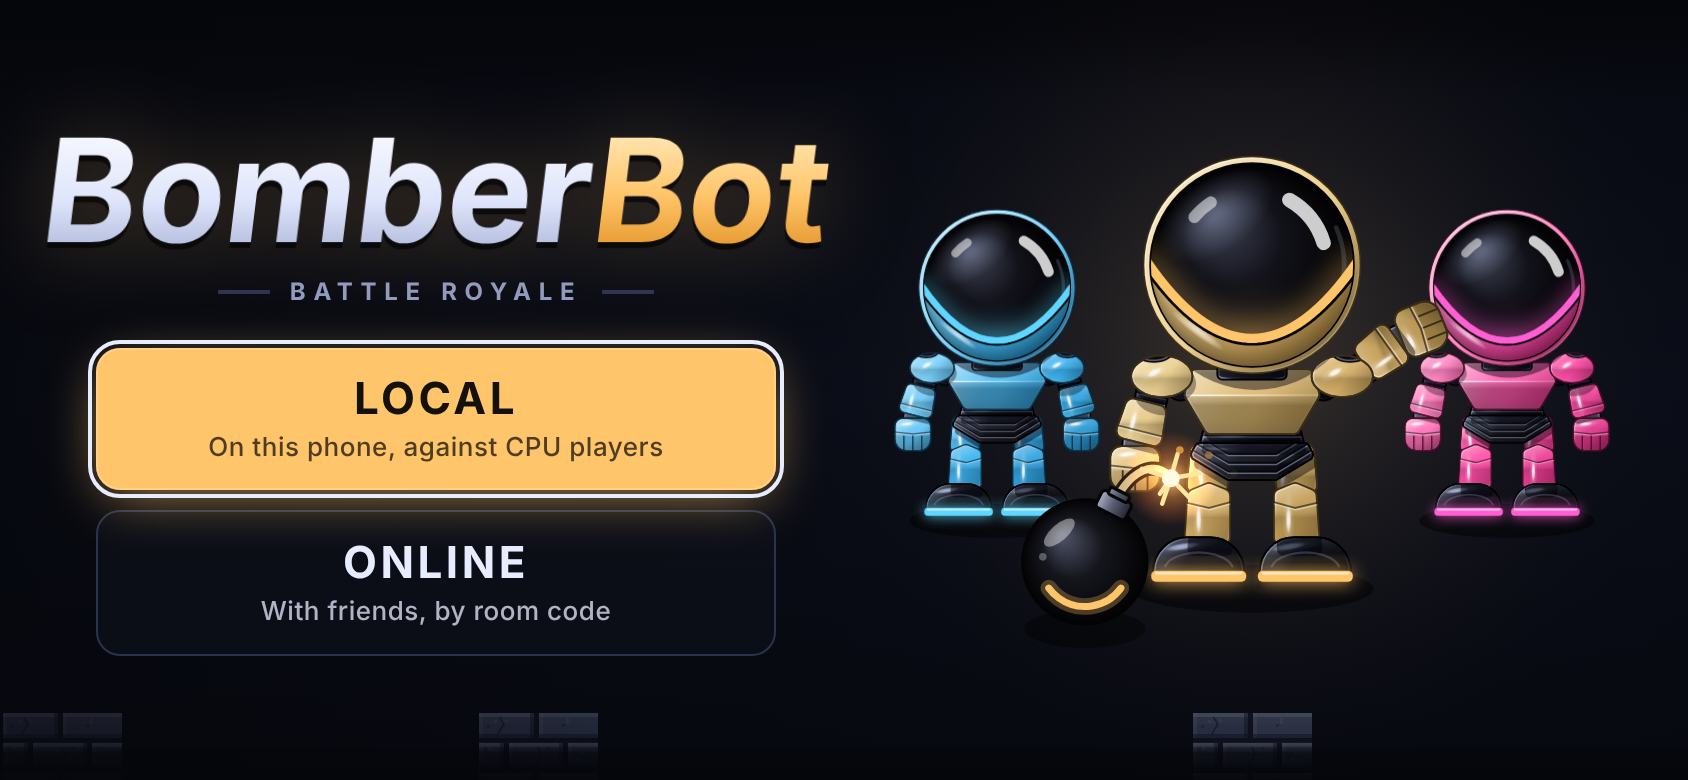 BomberBot
BATTLE ROYALE
LOCAL
On this phone, against CPU players
ONLINE
With friends, by room code